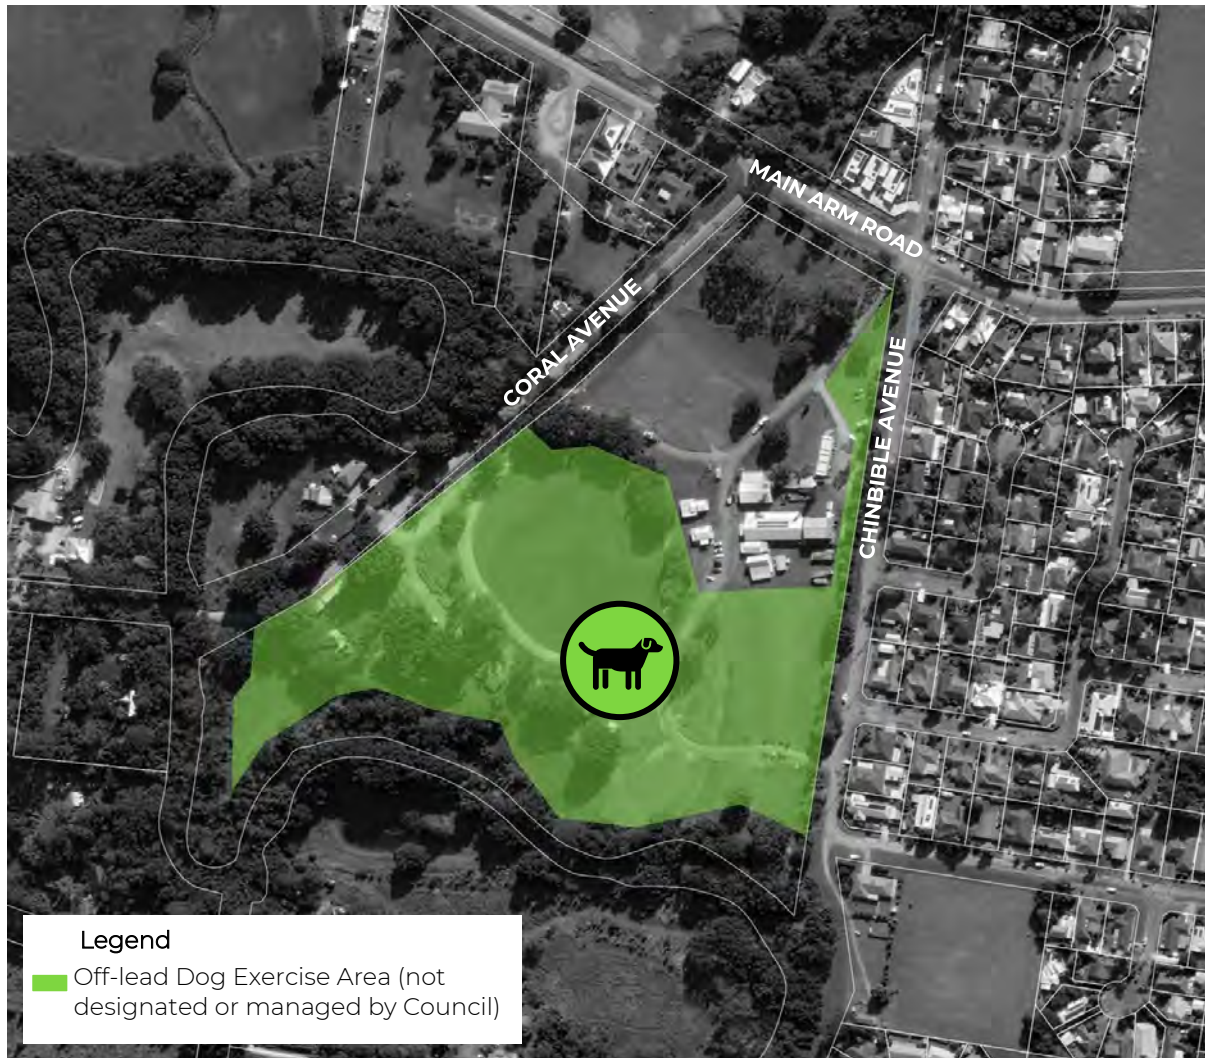 MAIN ARM ROAD
CORAL AVENUE
CHINBIBLE AVENUE
Legend
Off-lead Dog Exercise Area (not
designated or managed by Council)